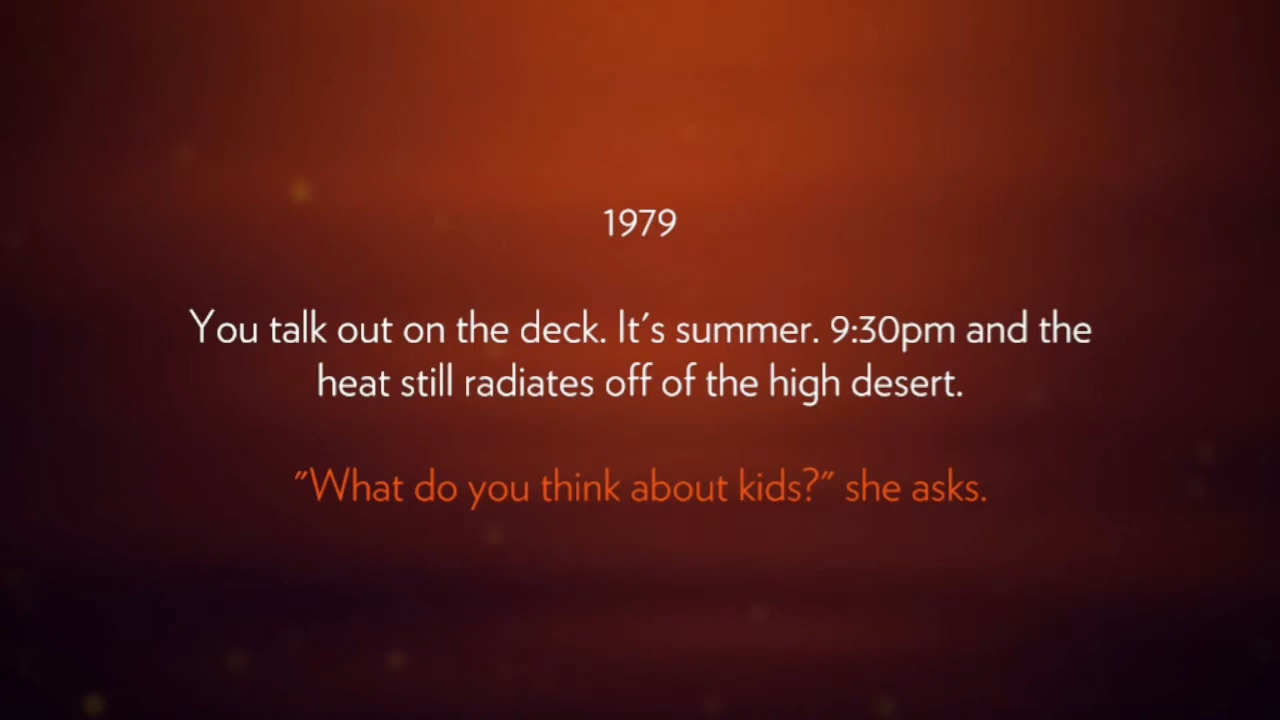 1979
You talk out on the deck. It's summer. 9:30pm and the
heat still radiates off of the high desert.
"What do you think about kids?" she asks.